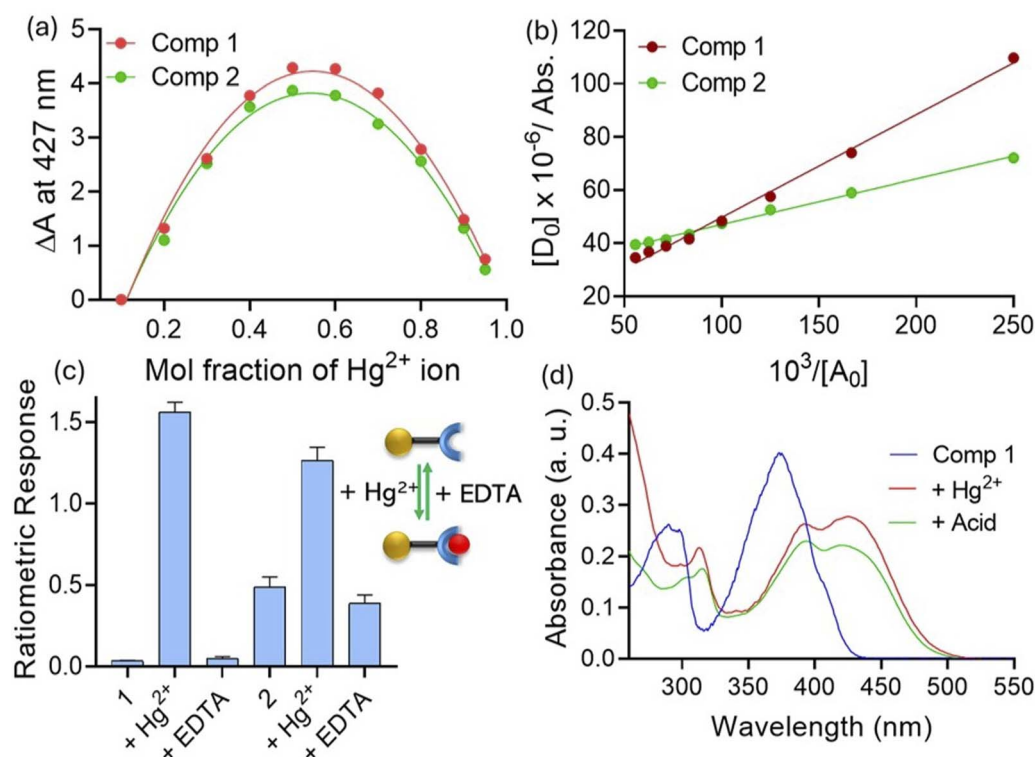 (a)
Comp 1
Comp 2
ΔA at 427 nm
5
4
3
2
1
0
0.2 0.4 0.6 0.8 1.0
Mol fraction of Hg²⁺ ion
(b)
Comp 1
Comp 2
[D₀] x 10⁻⁶/ Abs.
120
100
80
60
40
20
50 100 150 200 250
10³/[A₀]
(c)
Ratiometric Response
1.5
1.0
0.5
0.0
+ Hg²⁺ + EDTA
1
+ Hg²⁺
+ EDTA
2
+ Hg²⁺
+ EDTA
(d)
Absorbance (a. u.)
0.5
0.4
0.3
0.2
0.1
0.0
Comp 1
+ Hg²⁺
+ Acid
300 350 400 450 500 550
Wavelength (nm)